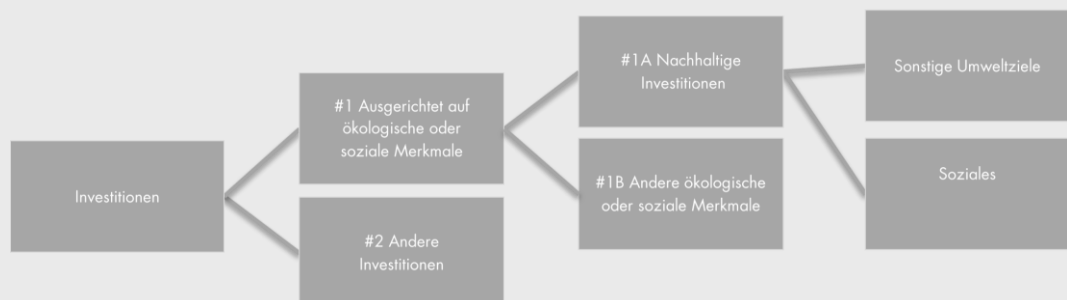 Investitionen
#1 Ausgerichtet auf
ökologische oder
soziale Merkmale
#2 Andere
Investitionen
#1A Nachhaltige
Investitionen
#1B Andere ökologische
oder soziale Merkmale
Sonstige Umweltziele
Soziales